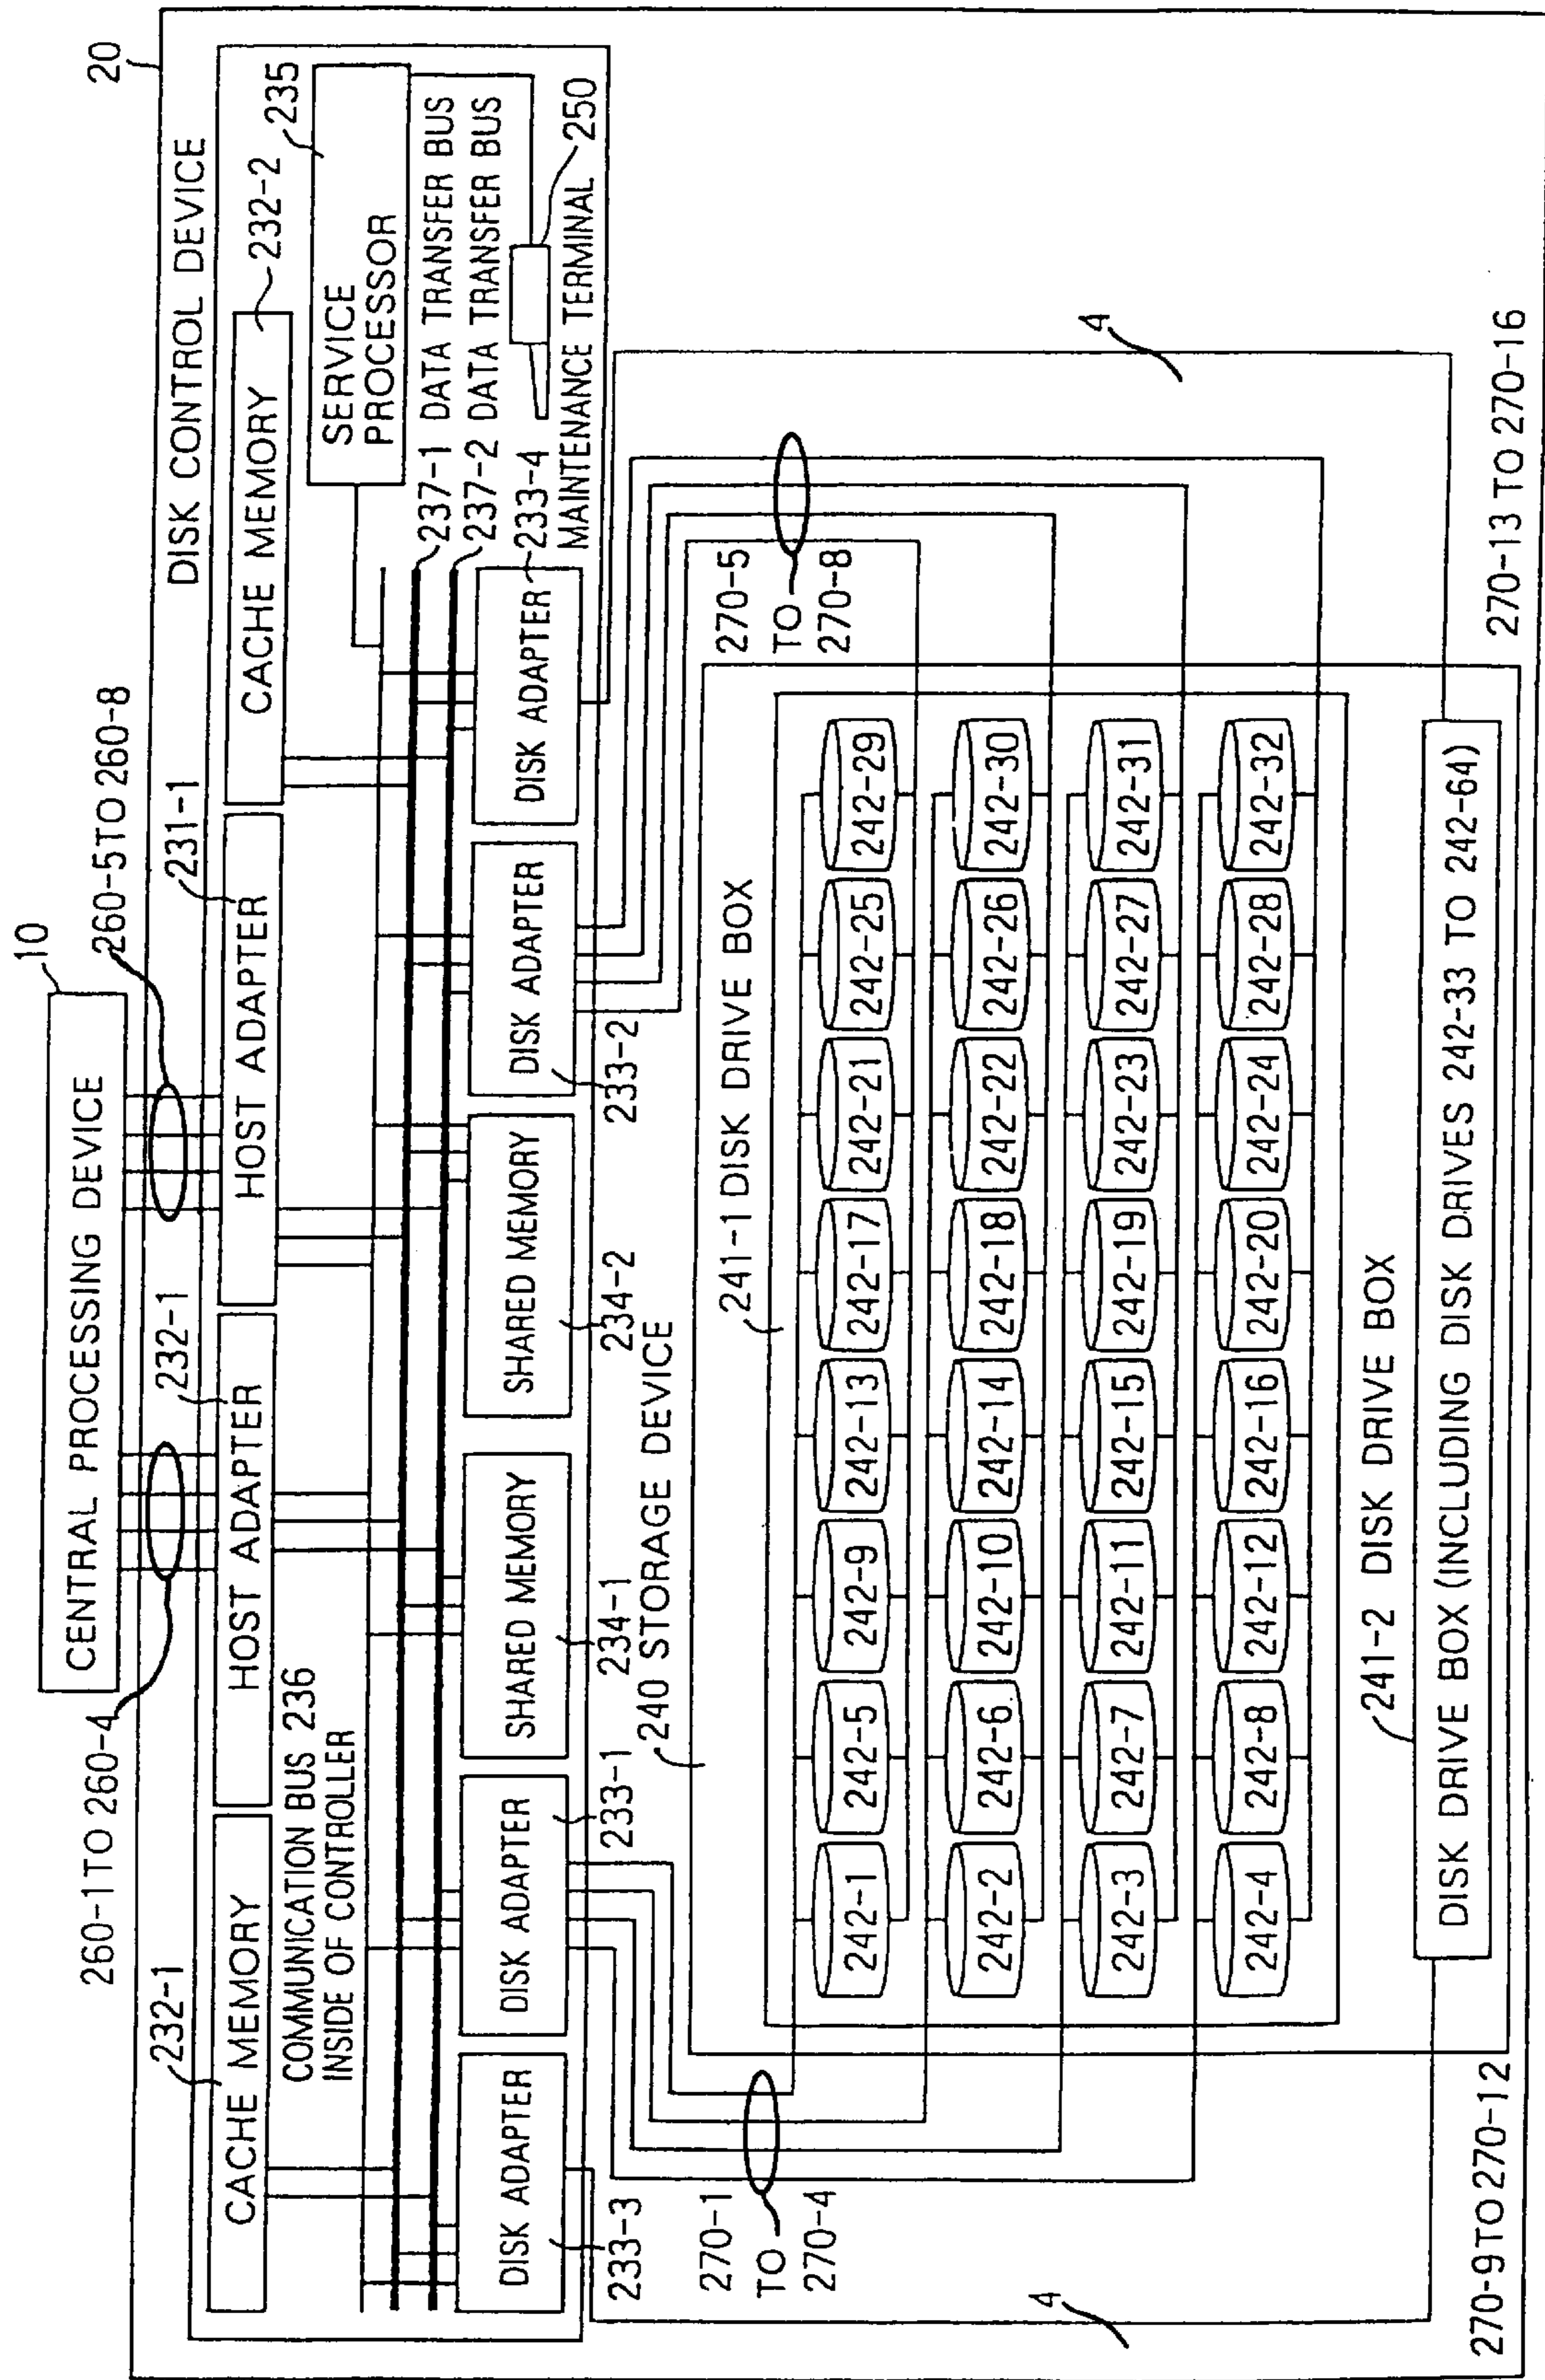 20
DISK CONTROL DEVICE
10
CENTRAL PROCESSING DEVICE
260-1 TO 260-4
260-5 TO 260-8
232-1
CACHE MEMORY
232-1
HOST ADAPTER
231-1
HOST ADAPTER
232-2
CACHE MEMORY
235
SERVICE
PROCESSOR
COMMUNICATION BUS 236
INSIDE OF CONTROLLER
237-1 DATA TRANSFER BUS
237-2 DATA TRANSFER BUS
250
MAINTENANCE TERMINAL
DISK ADAPTER
233-3
DISK ADAPTER
233-1
SHARED MEMORY
234-1
SHARED MEMORY
234-2
DISK ADAPTER
233-2
DISK ADAPTER
233-4
270-1
TO
270-4
270-5
TO
270-8
240 STORAGE DEVICE
241-1 DISK DRIVE BOX
242-1 242-5 242-9 242-13 242-17 242-21 242-25 242-29
242-2 242-6 242-10 242-14 242-18 242-22 242-26 242-30
242-3 242-7 242-11 242-15 242-19 242-23 242-27 242-31
242-4 242-8 242-12 242-16 242-20 242-24 242-28 242-32
4
4
241-2 DISK DRIVE BOX
DISK DRIVE BOX (INCLUDING DISK DRIVES 242-33 TO 242-64)
270-9 TO 270-12
270-13 TO 270-16